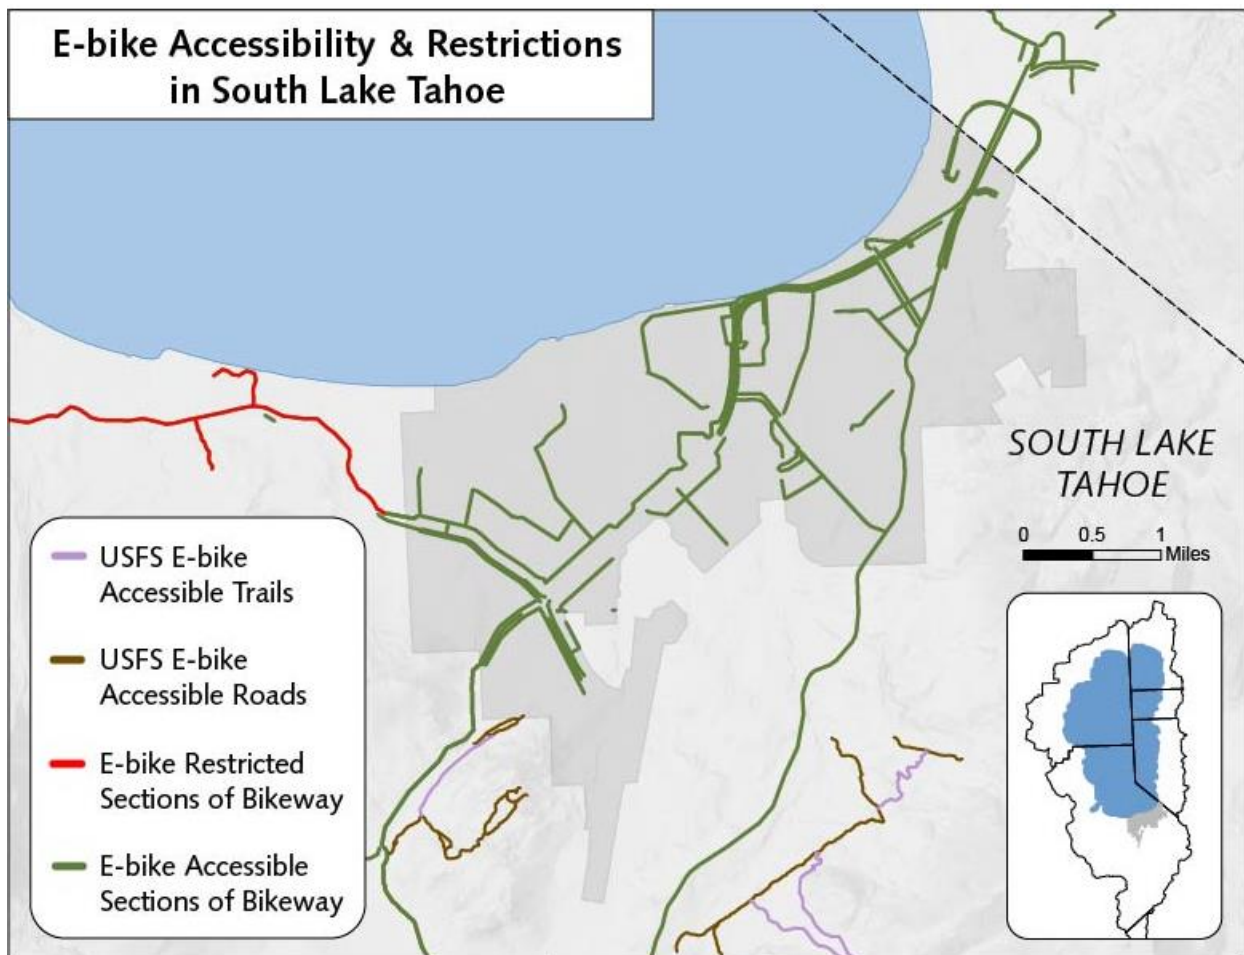 E-bike Accessibility & Restrictions
in South Lake Tahoe
SOUTH LAKE
TAHOE
0 0.5 1
Miles
USFS E-bike
Accessible Trails
USFS E-bike
Accessible Roads
E-bike Restricted
Sections of Bikeway
E-bike Accessible
Sections of Bikeway